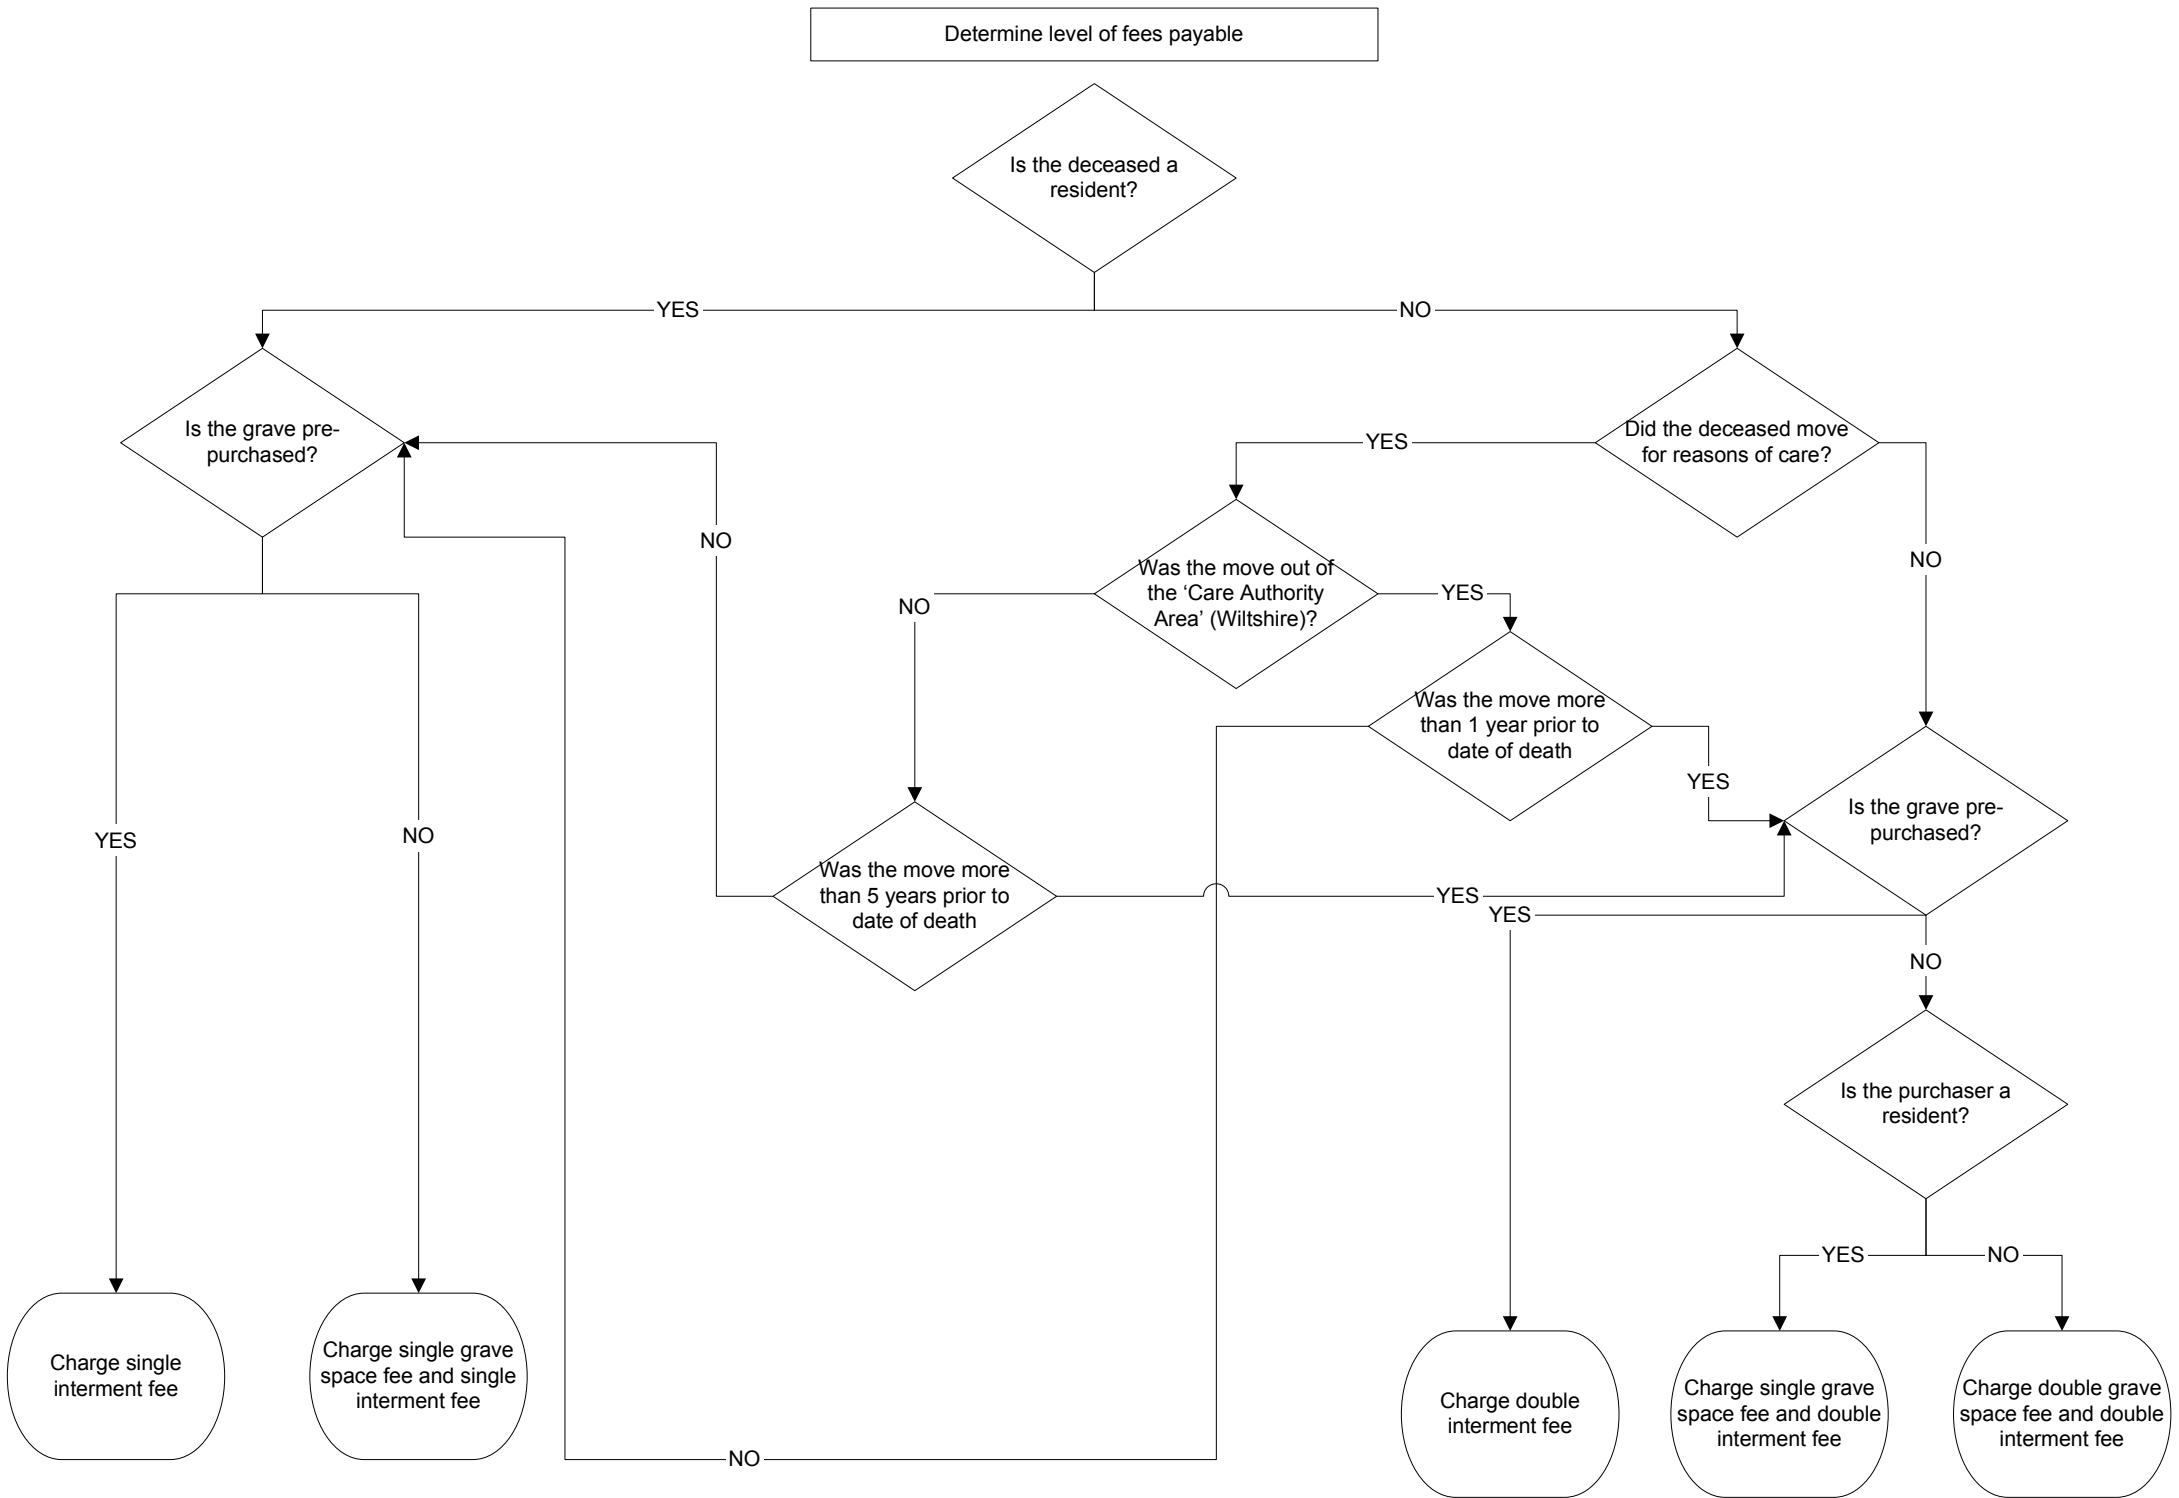 Determine level of fees payable
Is the deceased a
resident?
YES
NO
Is the grave pre-
purchased?
Did the deceased move
for reasons of care?
YES
NO
NO
Was the move out of
the ‘Care Authority
Area’ (Wiltshire)?
NO
YES
Was the move more
than 1 year prior to
date of death
YES
Is the grave pre-
purchased?
YES
NO
Was the move more
than 5 years prior to
date of death
YES
YES
NO
Is the purchaser a
resident?
YES
NO
Charge single
interment fee
Charge single grave
space fee and single
interment fee
Charge double
interment fee
Charge single grave
space fee and double
interment fee
Charge double grave
space fee and double
interment fee
NO